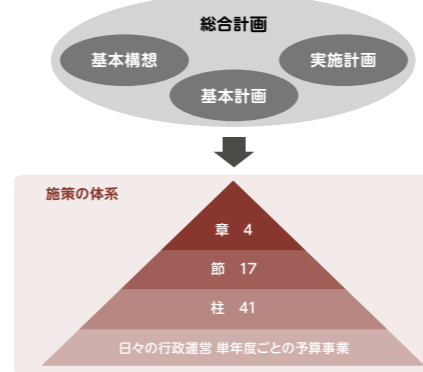 総合計画
基本構想
実施計画
基本計画
施策の体系
章 4
節 17
柱 41
日々の行政運営 単年度ごとの予算事業